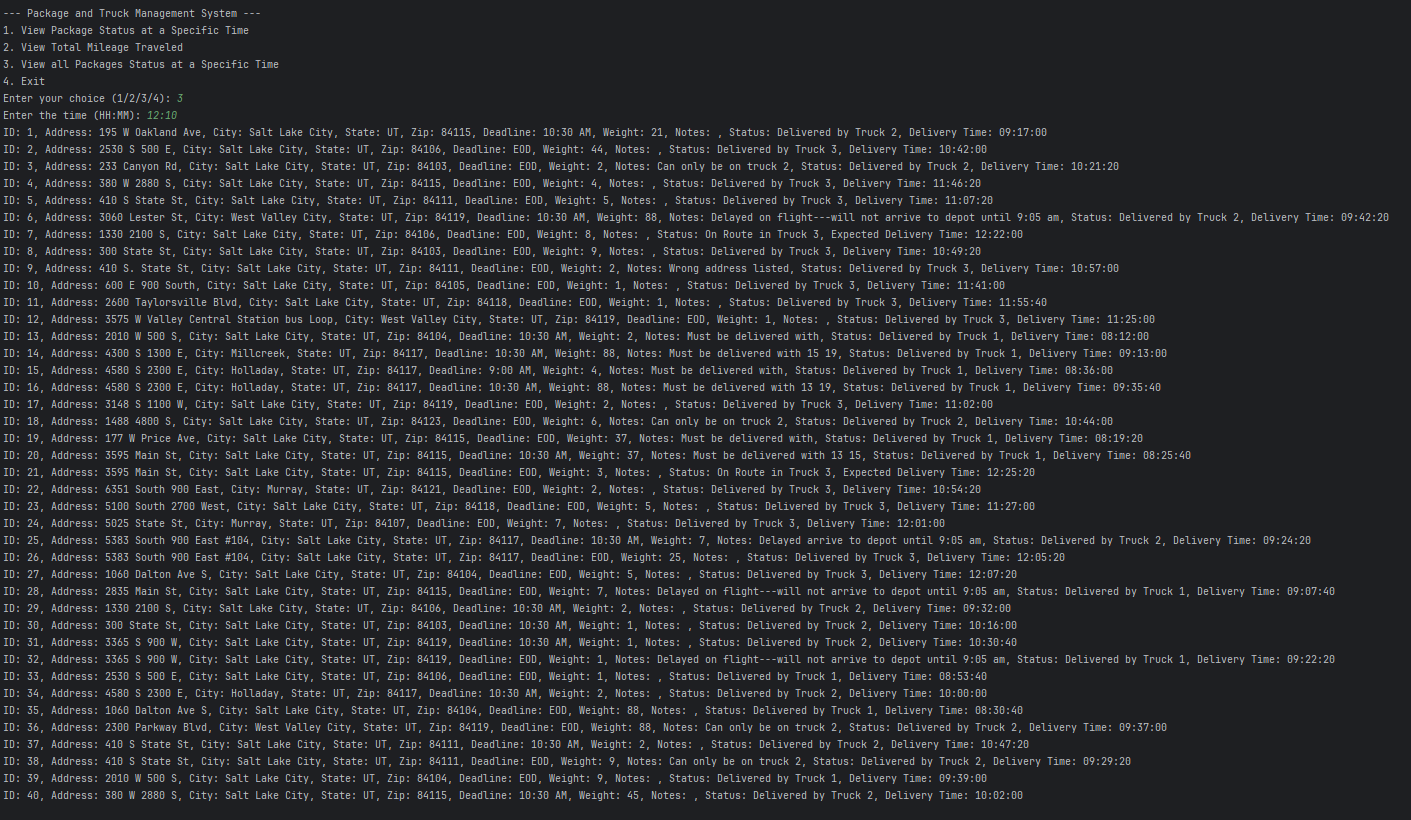 --- Package and Truck Management System ---
1. View Package Status at a Specific Time
2. View Total Mileage Traveled
3. View all Packages Status at a Specific Time
4. Exit
Enter your choice (1/2/3/4): 3
Enter the time (HH:MM): 12:10
ID: 1, Address: 195 W Oakland Ave, City: Salt Lake City, State: UT, Zip: 84115, Deadline: 10:30 AM, Weight: 21, Notes: , Status: Delivered by Truck 2, Delivery Time: 09:17:00
ID: 2, Address: 2530 S 500 E, City: Salt Lake City, State: UT, Zip: 84106, Deadline: EOD, Weight: 44, Notes: , Status: Delivered by Truck 3, Delivery Time: 10:42:00
ID: 3, Address: 233 Canyon Rd, City: Salt Lake City, State: UT, Zip: 84103, Deadline: EOD, Weight: 2, Notes: Can only be on truck 2, Status: Delivered by Truck 2, Delivery Time: 10:21:20
ID: 4, Address: 380 W 2880 S, City: Salt Lake City, State: UT, Zip: 84115, Deadline: EOD, Weight: 4, Notes: , Status: Delivered by Truck 3, Delivery Time: 11:46:20
ID: 5, Address: 410 S State St, City: Salt Lake City, State: UT, Zip: 84111, Deadline: EOD, Weight: 5, Notes: , Status: Delivered by Truck 3, Delivery Time: 11:07:20
ID: 6, Address: 3060 Lester St, City: West Valley City, State: UT, Zip: 84119, Deadline: 10:30 AM, Weight: 88, Notes: Delayed on flight---will not arrive to depot until 9:05 am, Status: Delivered by Truck 2, Delivery Time: 09:42:20
ID: 7, Address: 1330 2100 S, City: Salt Lake City, State: UT, Zip: 84106, Deadline: EOD, Weight: 8, Notes: , Status: On Route in Truck 3, Expected Delivery Time: 12:22:00
ID: 8, Address: 300 State St, City: Salt Lake City, State: UT, Zip: 84103, Deadline: EOD, Weight: 9, Notes: , Status: Delivered by Truck 3, Delivery Time: 10:49:20
ID: 9, Address: 410 S. State St, City: Salt Lake City, State: UT, Zip: 84111, Deadline: EOD, Weight: 2, Notes: Wrong address listed, Status: Delivered by Truck 3, Delivery Time: 10:57:00
ID: 10, Address: 600 E 900 South, City: Salt Lake City, State: UT, Zip: 84105, Deadline: EOD, Weight: 1, Notes: , Status: Delivered by Truck 3, Delivery Time: 11:41:00
ID: 11, Address: 2600 Taylorsville Blvd, City: Salt Lake City, State: UT, Zip: 84118, Deadline: EOD, Weight: 1, Notes: , Status: Delivered by Truck 3, Delivery Time: 11:55:40
ID: 12, Address: 3575 W Valley Central Station bus Loop, City: West Valley City, State: UT, Zip: 84119, Deadline: EOD, Weight: 1, Notes: , Status: Delivered by Truck 3, Delivery Time: 11:25:00
ID: 13, Address: 2010 W 500 S, City: Salt Lake City, State: UT, Zip: 84104, Deadline: 10:30 AM, Weight: 2, Notes: Must be delivered with, Status: Delivered by Truck 1, Delivery Time: 08:12:00
ID: 14, Address: 4300 S 1300 E, City: Millcreek, State: UT, Zip: 84117, Deadline: 10:30 AM, Weight: 88, Notes: Must be delivered with 15 19, Status: Delivered by Truck 1, Delivery Time: 09:13:00
ID: 15, Address: 4580 S 2300 E, City: Holladay, State: UT, Zip: 84117, Deadline: 9:00 AM, Weight: 4, Notes: Must be delivered with, Status: Delivered by Truck 1, Delivery Time: 08:36:00
ID: 16, Address: 4580 S 2300 E, City: Holladay, State: UT, Zip: 84117, Deadline: 10:30 AM, Weight: 88, Notes: Must be delivered with 13 19, Status: Delivered by Truck 1, Delivery Time: 09:35:40
ID: 17, Address: 3148 S 1100 W, City: Salt Lake City, State: UT, Zip: 84119, Deadline: EOD, Weight: 2, Notes: , Status: Delivered by Truck 3, Delivery Time: 11:02:00
ID: 18, Address: 1488 4800 S, City: Salt Lake City, State: UT, Zip: 84123, Deadline: EOD, Weight: 6, Notes: Can only be on truck 2, Status: Delivered by Truck 2, Delivery Time: 10:44:00
ID: 19, Address: 177 W Price Ave, City: Salt Lake City, State: UT, Zip: 84115, Deadline: EOD, Weight: 37, Notes: Must be delivered with, Status: Delivered by Truck 1, Delivery Time: 08:19:20
ID: 20, Address: 3595 Main St, City: Salt Lake City, State: UT, Zip: 84115, Deadline: 10:30 AM, Weight: 37, Notes: Must be delivered with 13 15, Status: Delivered by Truck 1, Delivery Time: 08:25:40
ID: 21, Address: 3595 Main St, City: Salt Lake City, State: UT, Zip: 84115, Deadline: EOD, Weight: 3, Notes: , Status: On Route in Truck 3, Expected Delivery Time: 12:25:20
ID: 22, Address: 6351 South 900 East, City: Murray, State: UT, Zip: 84121, Deadline: EOD, Weight: 2, Notes: , Status: Delivered by Truck 3, Delivery Time: 10:54:20
ID: 23, Address: 5100 South 2700 West, City: Salt Lake City, State: UT, Zip: 84118, Deadline: EOD, Weight: 5, Notes: , Status: Delivered by Truck 3, Delivery Time: 11:27:00
ID: 24, Address: 5025 State St, City: Murray, State: UT, Zip: 84107, Deadline: EOD, Weight: 7, Notes: , Status: Delivered by Truck 3, Delivery Time: 12:01:00
ID: 25, Address: 5383 South 900 East #104, City: Salt Lake City, State: UT, Zip: 84117, Deadline: 10:30 AM, Weight: 7, Notes: Delayed arrive to depot until 9:05 am, Status: Delivered by Truck 2, Delivery Time: 09:24:20
ID: 26, Address: 5383 South 900 East #104, City: Salt Lake City, State: UT, Zip: 84117, Deadline: EOD, Weight: 25, Notes: , Status: Delivered by Truck 3, Delivery Time: 12:05:20
ID: 27, Address: 1060 Dalton Ave S, City: Salt Lake City, State: UT, Zip: 84104, Deadline: EOD, Weight: 5, Notes: , Status: Delivered by Truck 3, Delivery Time: 12:07:20
ID: 28, Address: 2835 Main St, City: Salt Lake City, State: UT, Zip: 84115, Deadline: EOD, Weight: 7, Notes: Delayed on flight---will not arrive to depot until 9:05 am, Status: Delivered by Truck 1, Delivery Time: 09:07:40
ID: 29, Address: 1330 2100 S, City: Salt Lake City, State: UT, Zip: 84106, Deadline: 10:30 AM, Weight: 2, Notes: , Status: Delivered by Truck 2, Delivery Time: 09:32:00
ID: 30, Address: 300 State St, City: Salt Lake City, State: UT, Zip: 84103, Deadline: 10:30 AM, Weight: 1, Notes: , Status: Delivered by Truck 2, Delivery Time: 10:16:00
ID: 31, Address: 3365 S 900 W, City: Salt Lake City, State: UT, Zip: 84119, Deadline: 10:30 AM, Weight: 1, Notes: , Status: Delivered by Truck 2, Delivery Time: 10:30:40
ID: 32, Address: 3365 S 900 W, City: Salt Lake City, State: UT, Zip: 84119, Deadline: EOD, Weight: 1, Notes: Delayed on flight---will not arrive to depot until 9:05 am, Status: Delivered by Truck 1, Delivery Time: 09:22:20
ID: 33, Address: 2530 S 500 E, City: Salt Lake City, State: UT, Zip: 84106, Deadline: EOD, Weight: 1, Notes: , Status: Delivered by Truck 1, Delivery Time: 08:53:40
ID: 34, Address: 4580 S 2300 E, City: Holladay, State: UT, Zip: 84117, Deadline: 10:30 AM, Weight: 2, Notes: , Status: Delivered by Truck 2, Delivery Time: 10:00:00
ID: 35, Address: 1060 Dalton Ave S, City: Salt Lake City, State: UT, Zip: 84104, Deadline: EOD, Weight: 88, Notes: , Status: Delivered by Truck 1, Delivery Time: 08:30:40
ID: 36, Address: 2300 Parkway Blvd, City: West Valley City, State: UT, Zip: 84119, Deadline: EOD, Weight: 88, Notes: Can only be on truck 2, Status: Delivered by Truck 2, Delivery Time: 09:37:00
ID: 37, Address: 410 S State St, City: Salt Lake City, State: UT, Zip: 84111, Deadline: 10:30 AM, Weight: 2, Notes: , Status: Delivered by Truck 2, Delivery Time: 10:47:20
ID: 38, Address: 410 S State St, City: Salt Lake City, State: UT, Zip: 84111, Deadline: EOD, Weight: 9, Notes: Can only be on truck 2, Status: Delivered by Truck 2, Delivery Time: 09:29:20
ID: 39, Address: 2010 W 500 S, City: Salt Lake City, State: UT, Zip: 84104, Deadline: EOD, Weight: 9, Notes: , Status: Delivered by Truck 1, Delivery Time: 09:39:00
ID: 40, Address: 380 W 2880 S, City: Salt Lake City, State: UT, Zip: 84115, Deadline: 10:30 AM, Weight: 45, Notes: , Status: Delivered by Truck 2, Delivery Time: 10:02:00